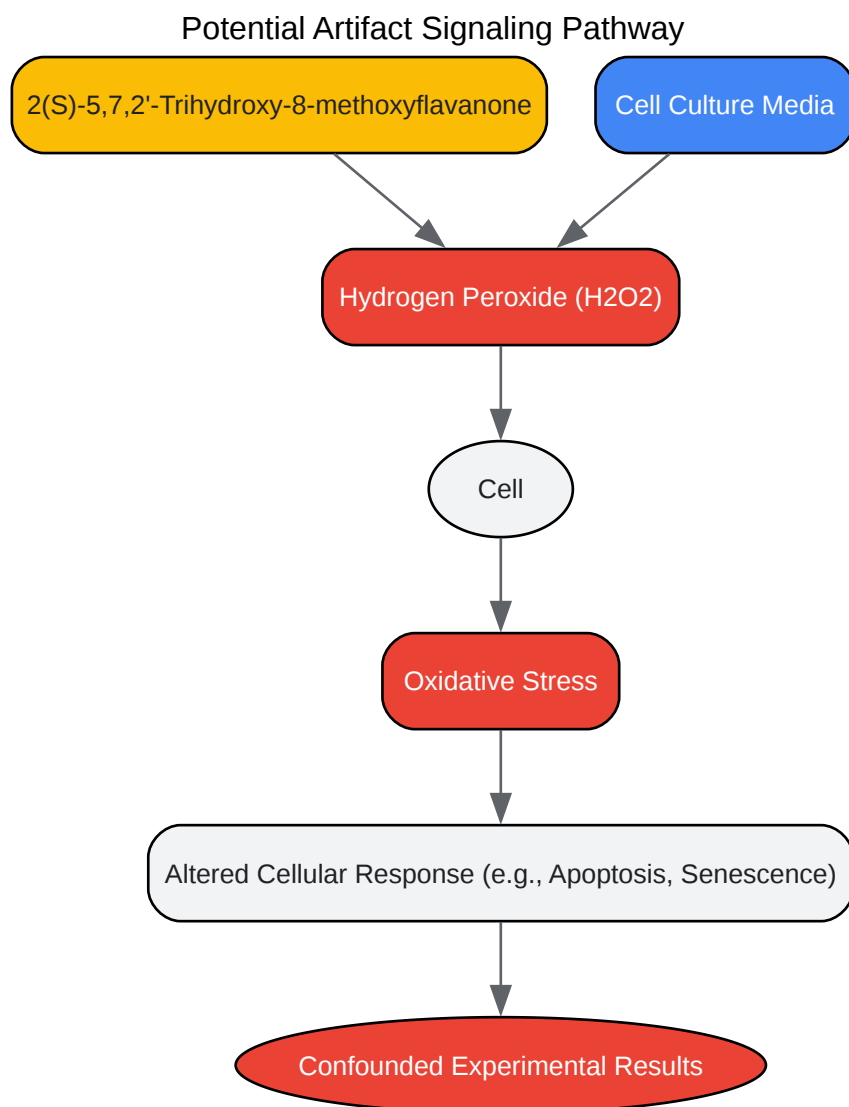 Potential Artifact Signaling Pathway
2(S)-5,7,2'-Trihydroxy-8-methoxyflavanone
Cell Culture Media
Hydrogen Peroxide (H2O2)
Cell
Oxidative Stress
Altered Cellular Response (e.g., Apoptosis, Senescence)
Confounded Experimental Results